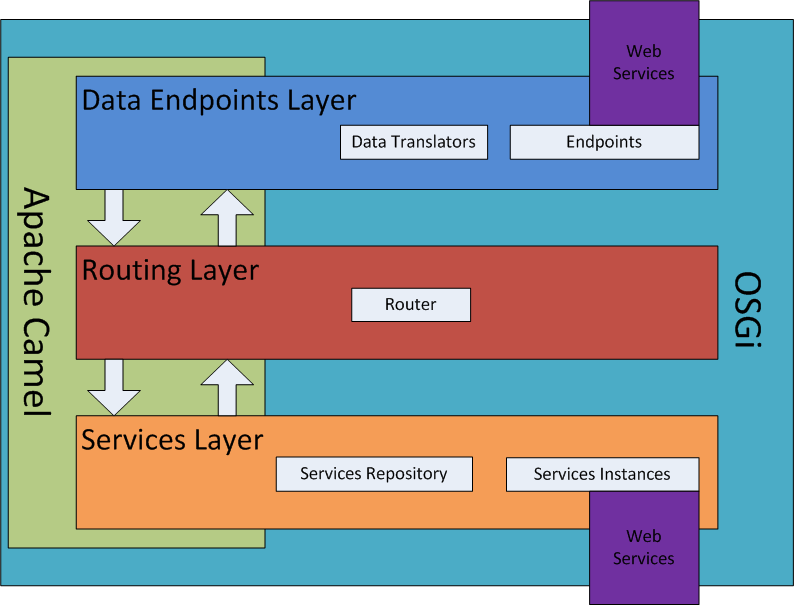 Web
Services
Data Endpoints Layer
Data Translators
Endpoints
Apache Camel
Routing Layer
Router
OSGi
Services Layer
Services Repository
Services Instances
Web
Services